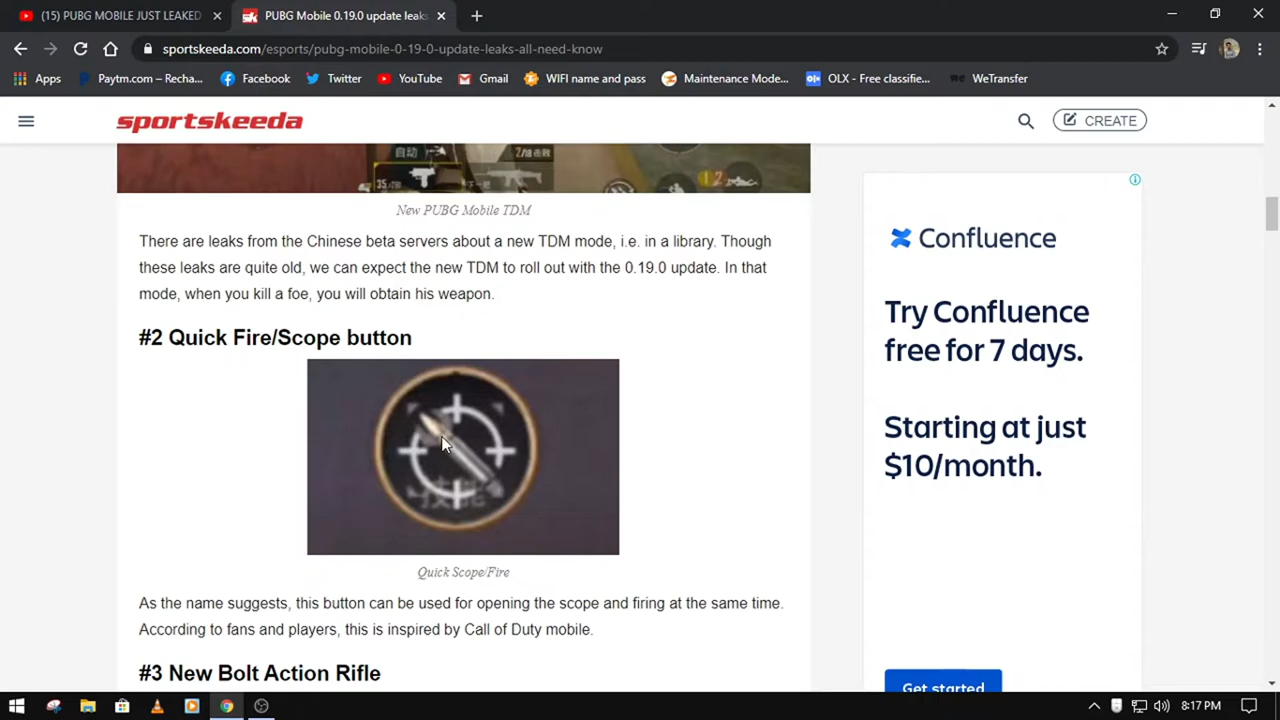 (15) PUBG MOBILE JUST LEAKED
PUBG Mobile 0.19.0 update leaks
sportskeeda.com/esports/pubg-mobile-0-19-0-update-leaks-all-need-know
Apps
Paytm.com – Recha...
Facebook
Twitter
YouTube
Gmail
WIFI name and pass
Maintenance Mode...
OLX - Free classifie...
WeTransfer
sportskeeda
CREATE
自动
New PUBG Mobile TDM
There are leaks from the Chinese beta servers about a new TDM mode, i.e. in a library. Though
these leaks are quite old, we can expect the new TDM to roll out with the 0.19.0 update. In that
mode, when you kill a foe, you will obtain his weapon.
#2 Quick Fire/Scope button
技能
Quick Scope/Fire
As the name suggests, this button can be used for opening the scope and firing at the same time.
According to fans and players, this is inspired by Call of Duty mobile.
#3 New Bolt Action Rifle
Confluence
Try Confluence
free for 7 days.
Starting at just
$10/month.
Get started
8:17 PM